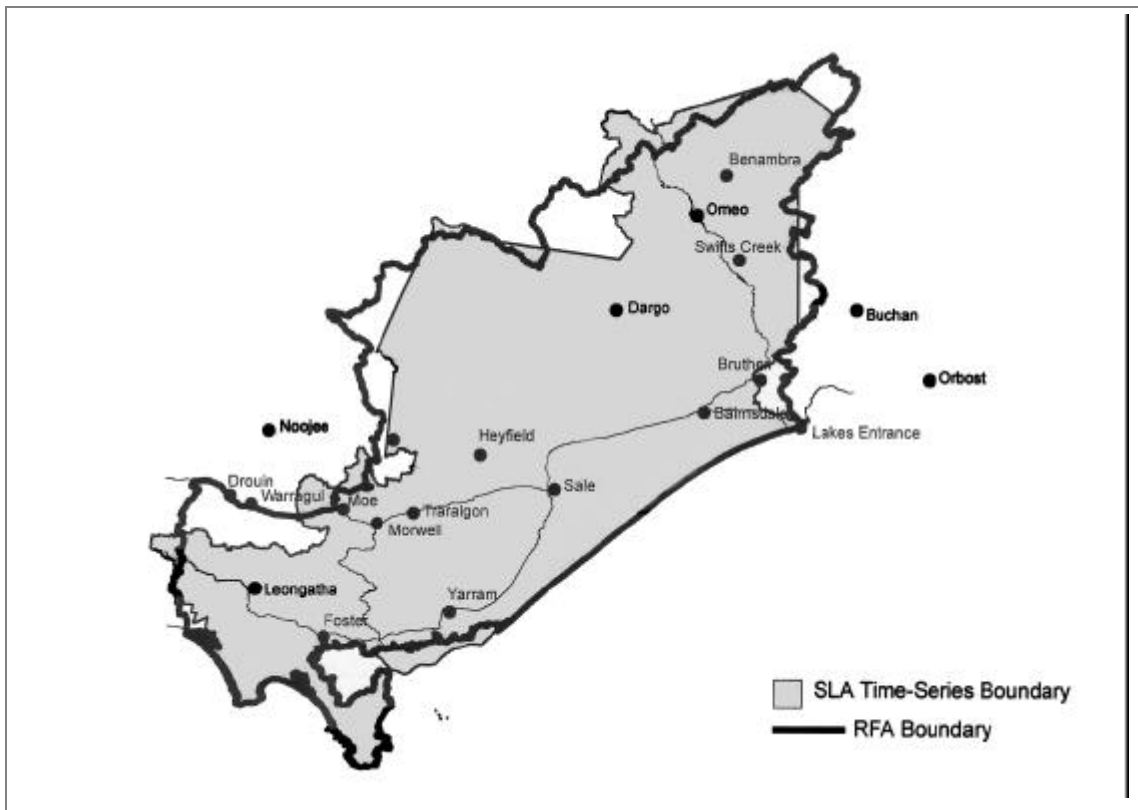 Benambra
Omeo
Swifts Creek
Dargo
Buchan
Bruthen
Orbost
Bairnsdale
Lakes Entrance
Noojee
Heyfield
Drouin
Warragul
Moe
Sale
Traralgon
Morwell
Leongatha
Yarram
Foster
SLA Time-Series Boundary
RFA Boundary